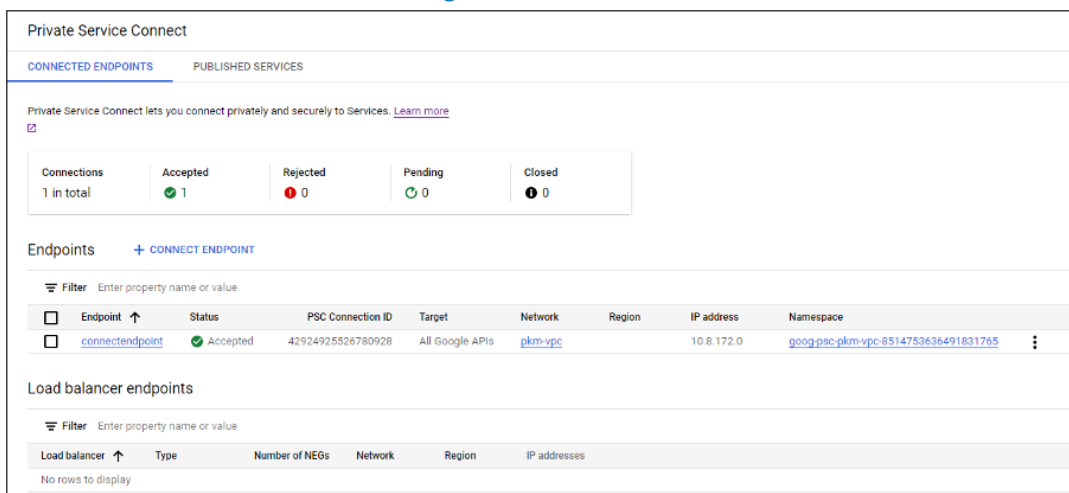 Private Service Connect
CONNECTED ENDPOINTS PUBLISHED SERVICES
Private Service Connect lets you connect privately and securely to Services. Learn more
Connections Accepted Rejected Pending Closed
1 in total 1 0 0 0
Endpoints + CONNECT ENDPOINT
Filter Enter property name or value
Endpoint Status PSC Connection ID Target Network Region IP address Namespace
connectendpoint Accepted 42924925526780928 All Google APIs pkm-vpc 10.8.172.0 goog-psc-pkm-vpc-8514753636491831765
Load balancer endpoints
Filter Enter property name or value
Load balancer Type Number of NEGs Network Region IP addresses
No rows to display